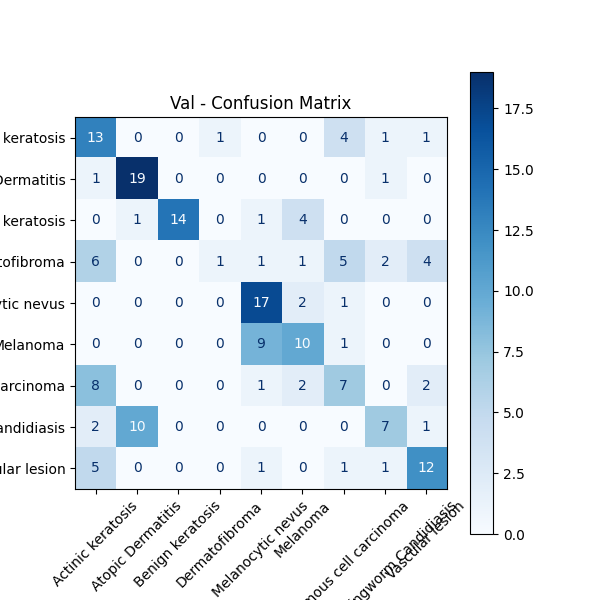 Val - Confusion Matrix
keratosis 13 0 0 1 0 0 4 1 1
Dermatitis 1 19 0 0 0 0 0 1 0
keratosis 0 1 14 0 1 4 0 0 0
tofibroma 6 0 0 1 1 1 5 2 4
tic nevus 0 0 0 0 17 2 1 0 0
Melanoma 0 0 0 0 9 10 1 0 0
arcinoma 8 0 0 0 1 2 7 0 2
andidiasis 2 10 0 0 0 0 0 7 1
ular lesion 5 0 0 0 1 0 1 1 12
Actinic keratosis
Atopic Dermatitis
Benign keratosis
Dermatofibroma
Melanocytic nevus
Melanoma
mous cell carcinoma
ngworm Candidiasis
Vascular lesion
17.5
15.0
12.5
10.0
7.5
5.0
2.5
0.0